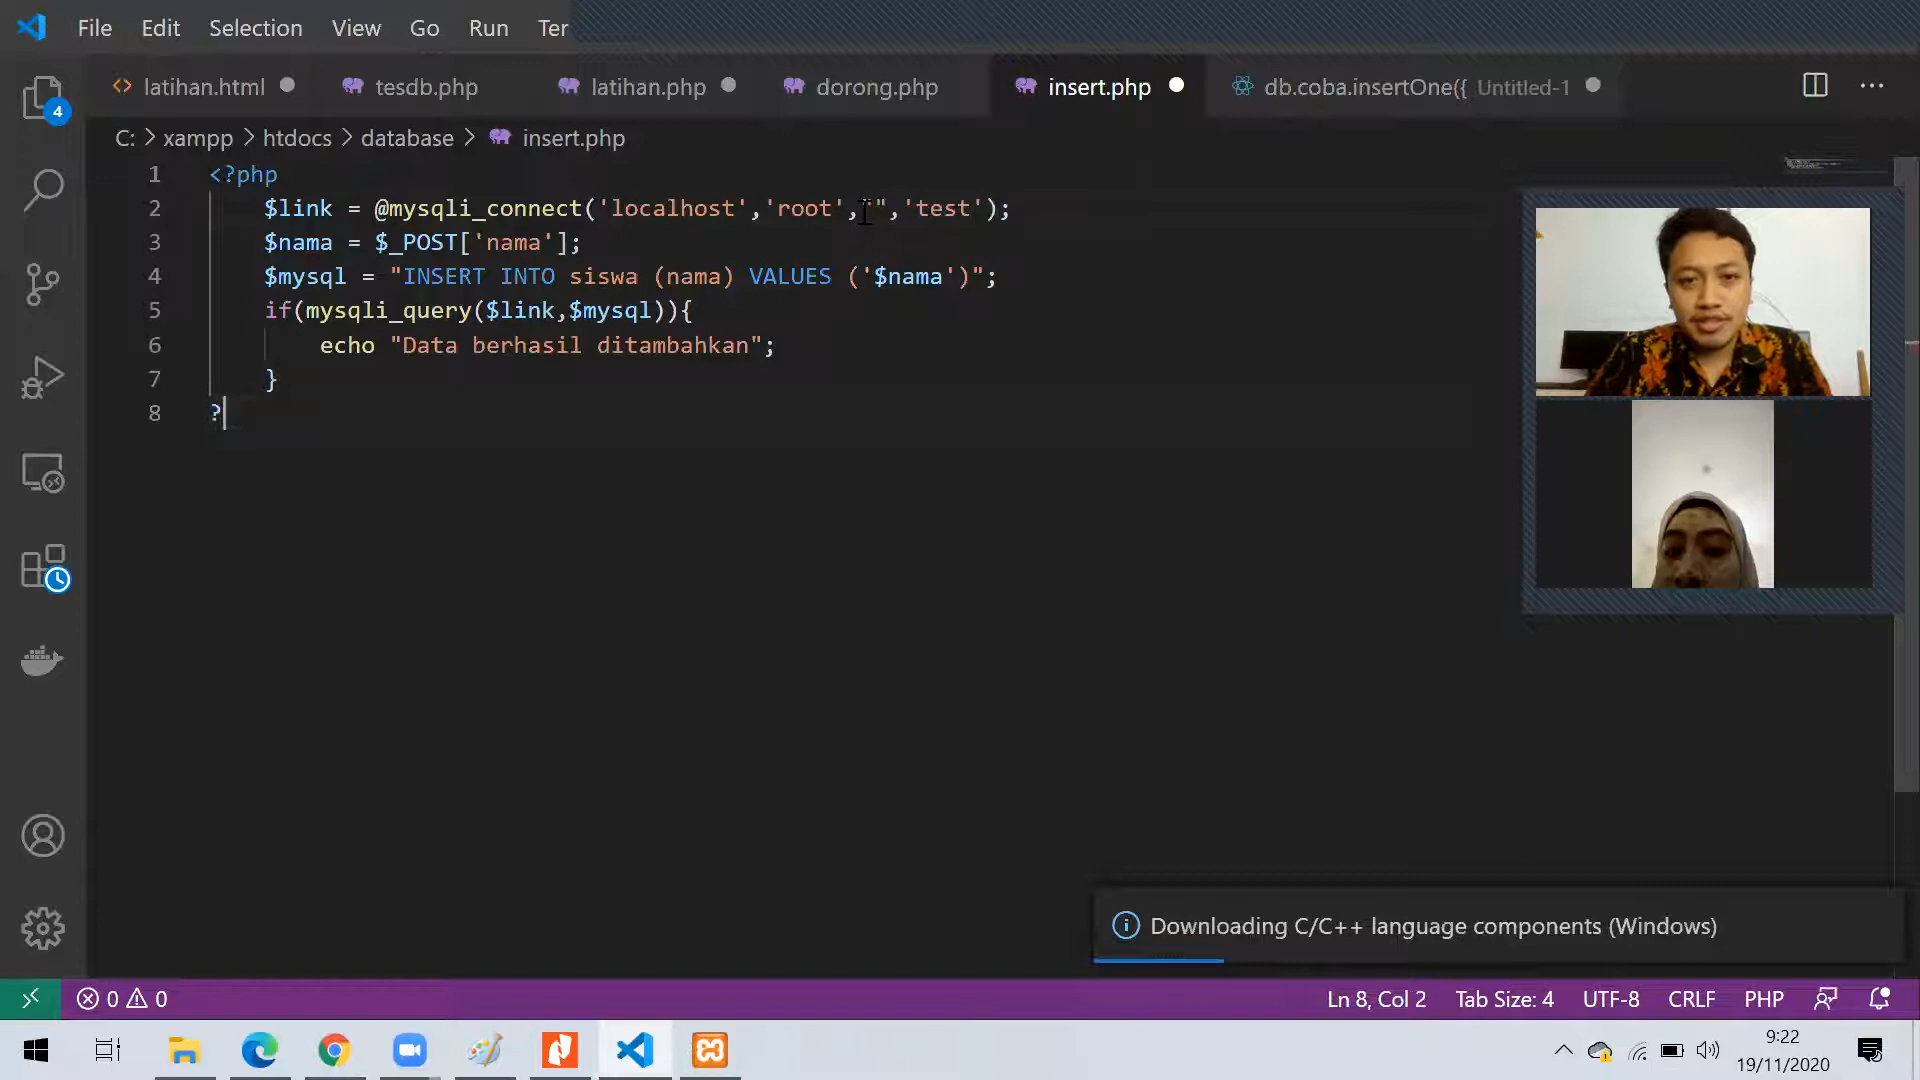 File Edit Selection View Go Run Ter
latihan.html tesdb.php latihan.php dorong.php insert.php db.coba.insertOne({ Untitled-1
4
C: > xampp > htdocs > database > insert.php
1 <?php
2 $link = @mysqli_connect('localhost','root','','test');
3 $nama = $_POST['nama'];
4 $mysql = "INSERT INTO siswa (nama) VALUES ('$nama')";
5 if(mysqli_query($link,$mysql)){
6 echo "Data berhasil ditambahkan";
7 }
8 ?
Downloading C/C++ language components (Windows)
0 0 Ln 8, Col 2 Tab Size: 4 UTF-8 CRLF PHP
9:22
19/11/2020